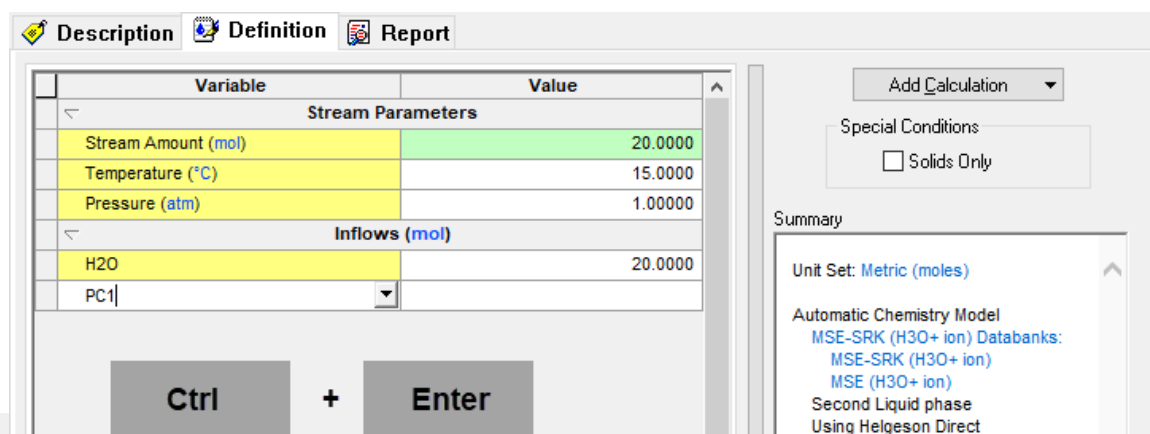 Description Definition Report
Variable Value
Stream Parameters
Stream Amount (mol) 20.0000
Temperature (°C) 15.0000
Pressure (atm) 1.00000
Inflows (mol)
H2O 20.0000
PC1
Ctrl + Enter
Add Calculation
Special Conditions
Solids Only
Summary
Unit Set: Metric (moles)
Automatic Chemistry Model
MSE-SRK (H3O+ ion) Databanks:
MSE-SRK (H3O+ ion)
MSE (H3O+ ion)
Second Liquid phase
Using Helgeson Direct